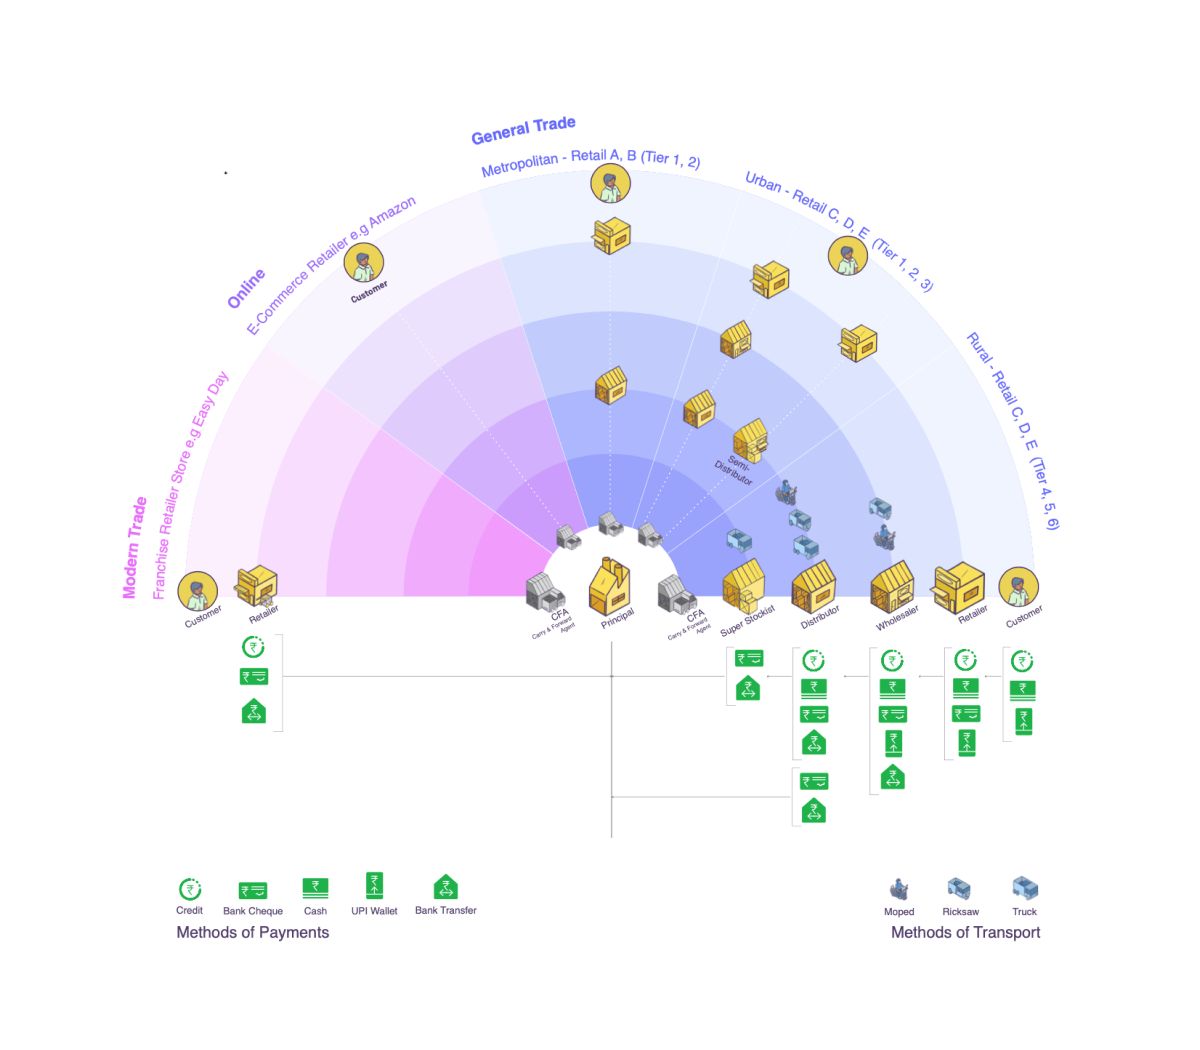 General Trade
Metropolitan - Retail A, B (Tier 1, 2)
Urban - Retail C, D, E (Tier 1, 2, 3)
Rural - Retail C, D, E (Tier 4, 5, 6)
Online
E-Commerce Retailer e.g Amazon
Modern Trade
Franchise Retailer Store e.g Easy Day
Customer
Semi-
Distributor
Customer
Retailer
CFA
Carry & Forward
Agent
Principal
CFA
Carry & Forward
Agent
Super Stockist
Distributor
Wholesaler
Retailer
Customer
Credit
Bank Cheque
Cash
UPI Wallet
Bank Transfer
Methods of Payments
Moped
Ricksaw
Truck
Methods of Transport